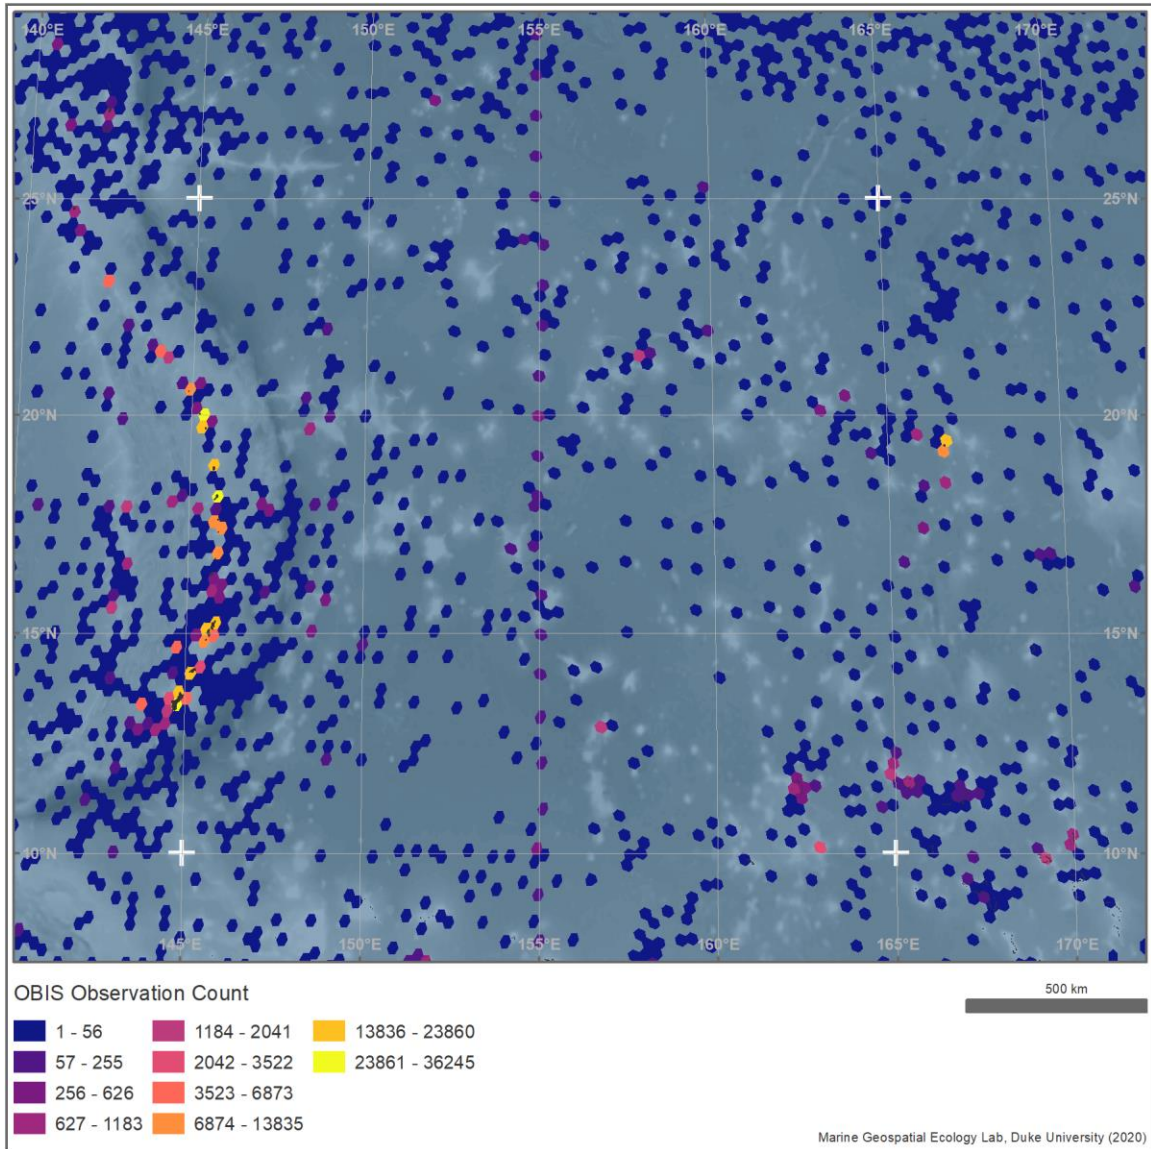 140°E 145°E 150°E 155°E 160°E 165°E 170°E
25°N 25°N
20°N 20°N
15°N 15°N
10°N 10°N
145°E 150°E 155°E 160°E 165°E 170°E
OBIS Observation Count
500 km
1 - 56 1184 - 2041 13836 - 23860
57 - 255 2042 - 3522 23861 - 36245
256 - 626 3523 - 6873
627 - 1183 6874 - 13835
Marine Geospatial Ecology Lab, Duke University (2020)